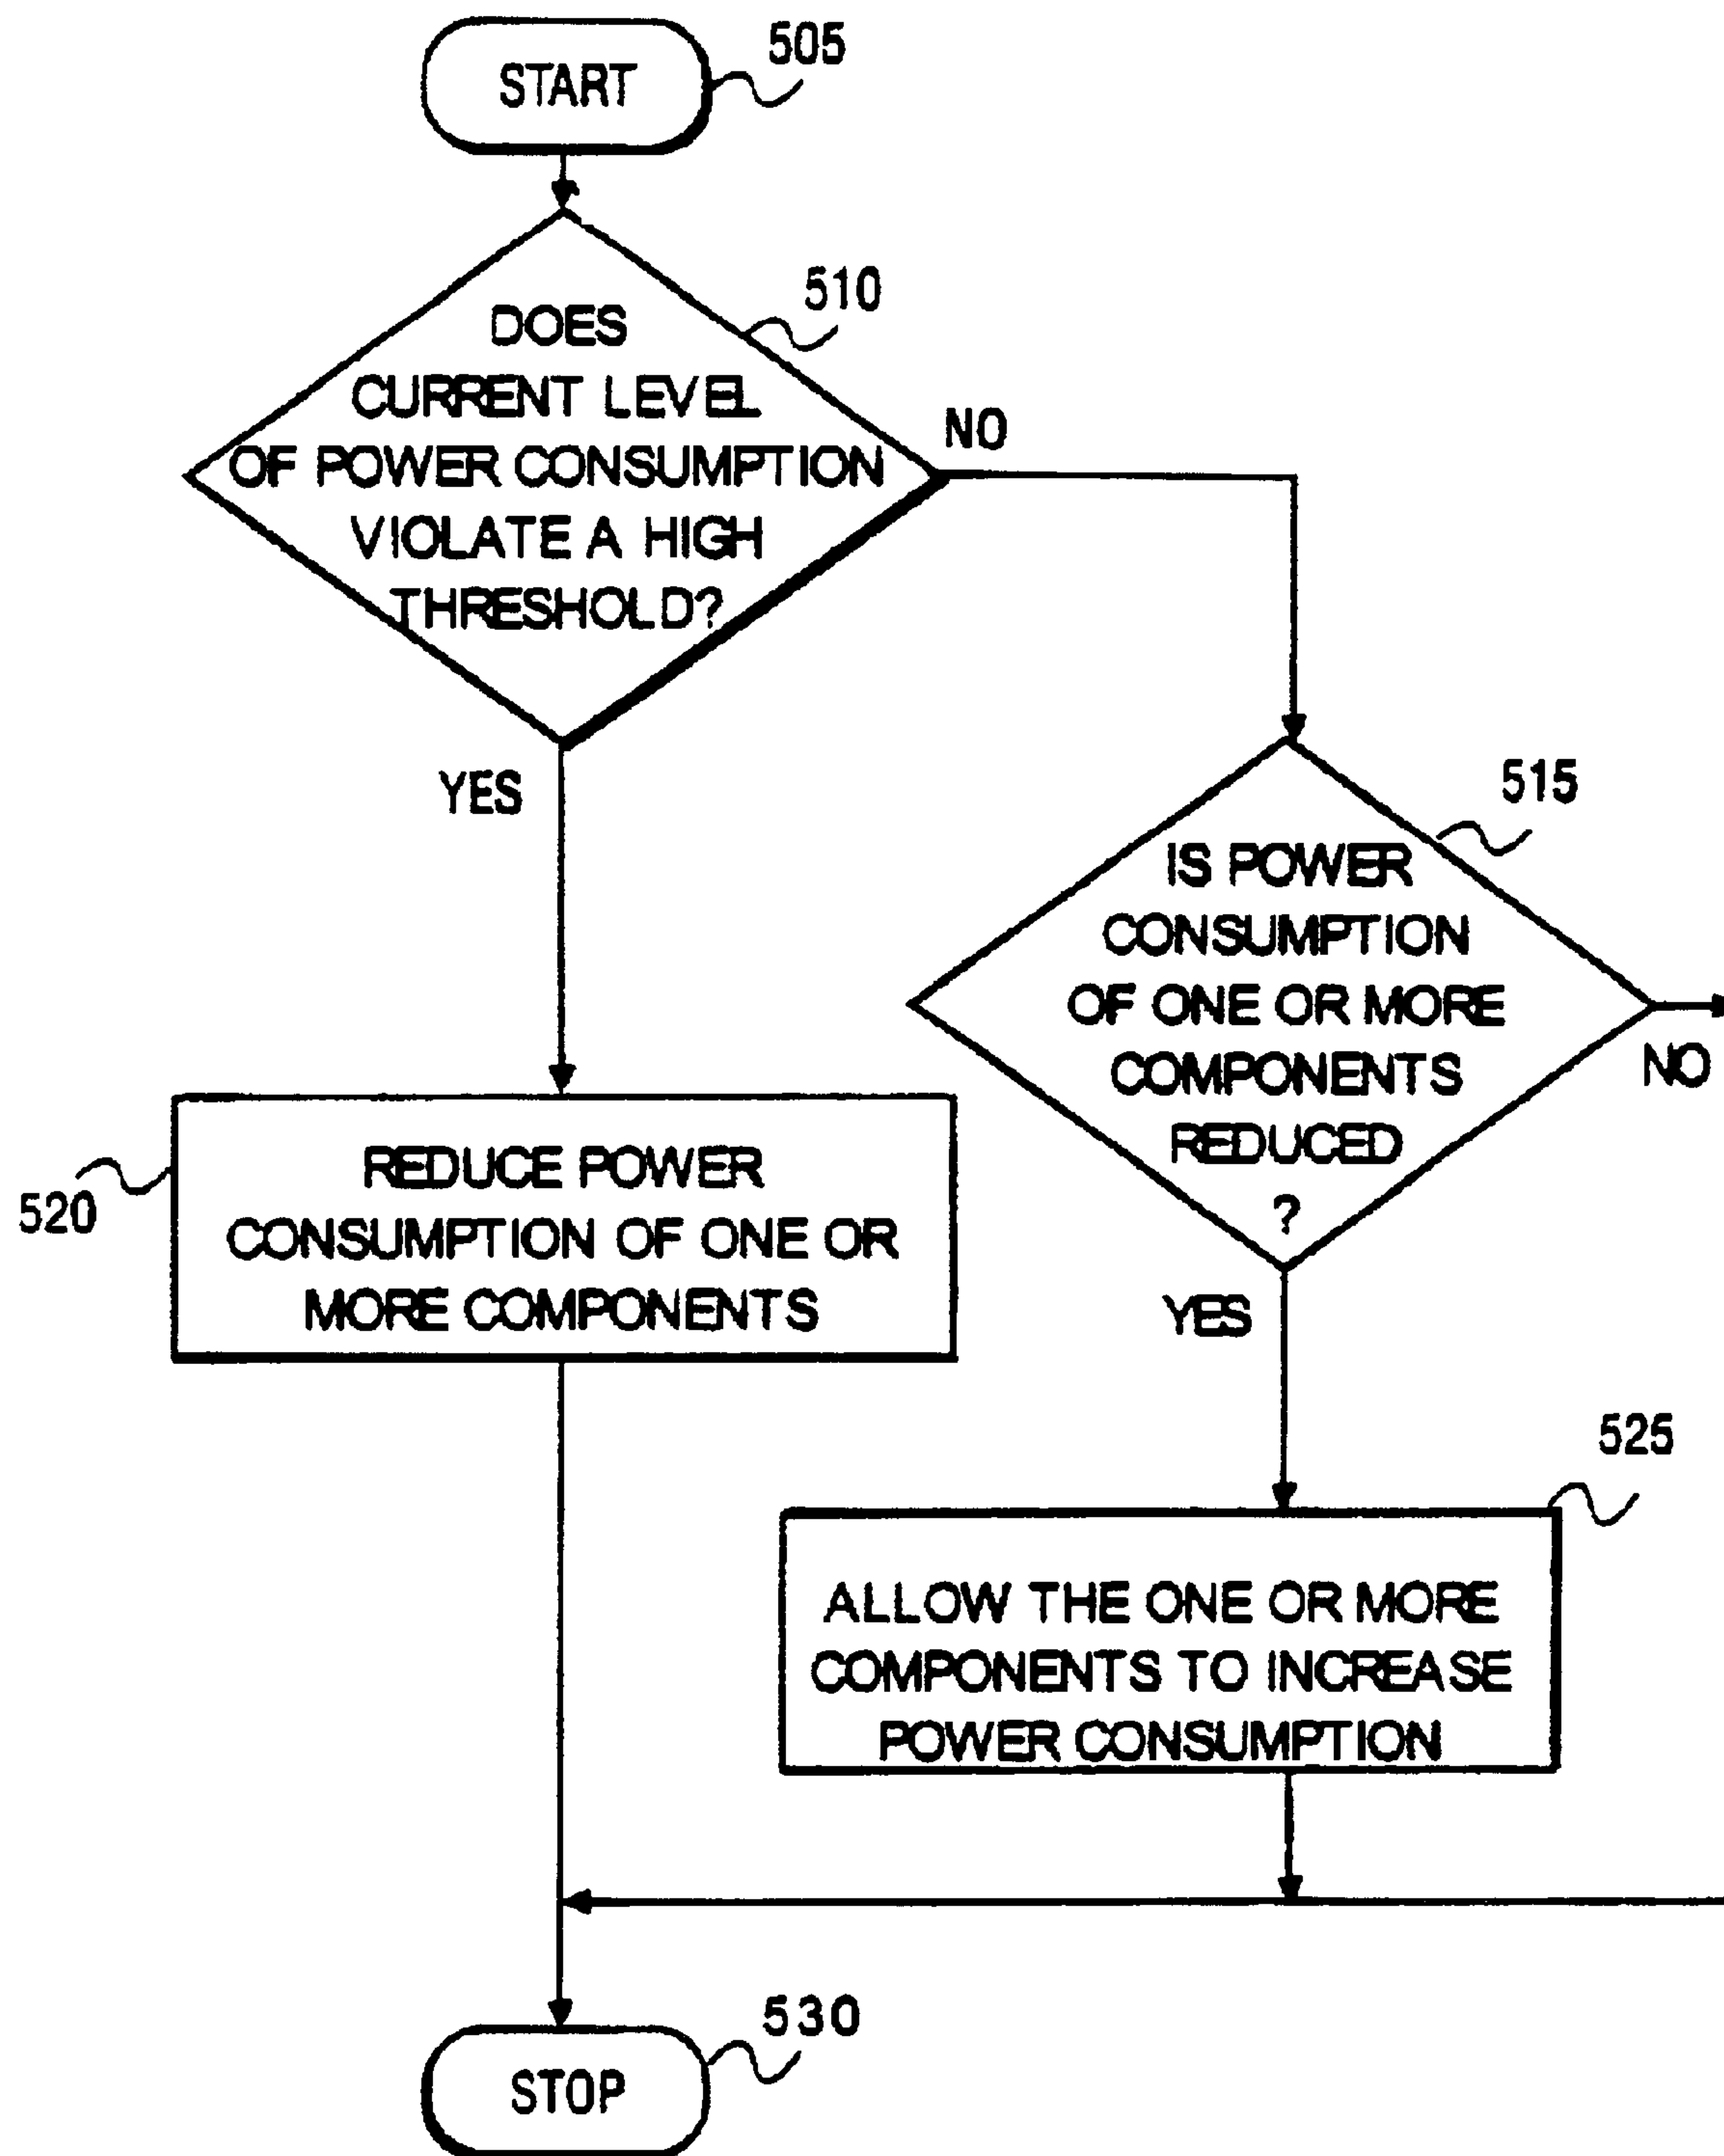 START
505
DOES
CURRENT LEVEL
OF POWER CONSUMPTION
VIOLATE A HIGH
THRESHOLD?
510
NO
YES
IS POWER
CONSUMPTION
OF ONE OR MORE
COMPONENTS
REDUCED
?
515
NO
YES
REDUCE POWER
CONSUMPTION OF ONE OR
MORE COMPONENTS
520
525
ALLOW THE ONE OR MORE
COMPONENTS TO INCREASE
POWER CONSUMPTION
530
STOP